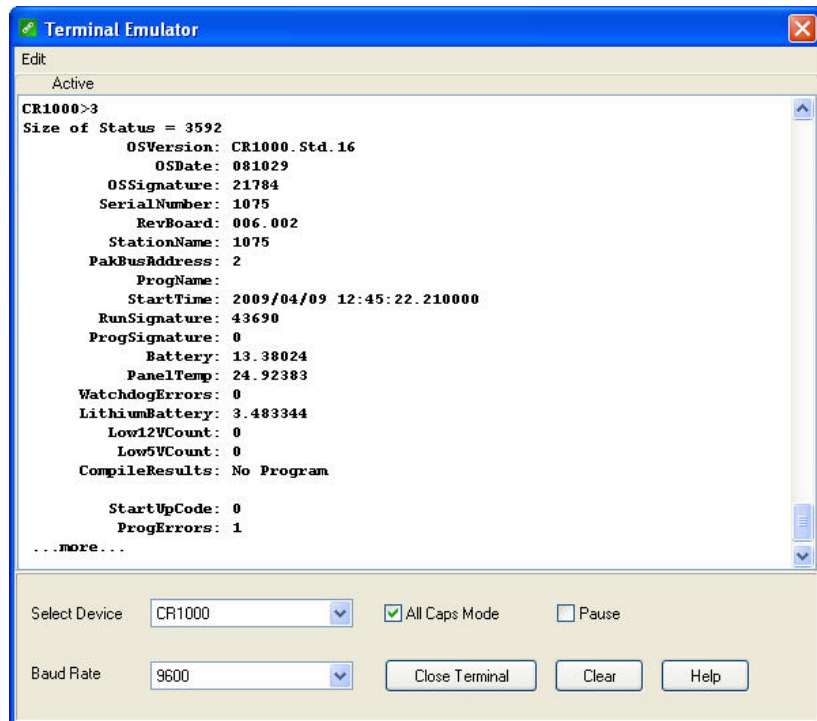 Terminal Emulator
Edit
Active
CR1000>3
Size of Status = 3592
OSVersion: CR1000.Std.16
OSDate: 081029
OSSignature: 21784
SerialNumber: 1075
RevBoard: 006.002
StationName: 1075
PakBusAddress: 2
ProgName:
StartTime: 2009/04/09 12:45:22.210000
RunSignature: 43690
ProgSignature: 0
Battery: 13.38024
PanelTemp: 24.92383
WatchdogErrors: 0
LithiumBattery: 3.483344
Low12VCount: 0
Low5VCount: 0
CompileResults: No Program
StartUpCode: 0
ProgErrors: 1
...more...
Select Device CR1000 All Caps Mode Pause
Baud Rate 9600 Close Terminal Clear Help